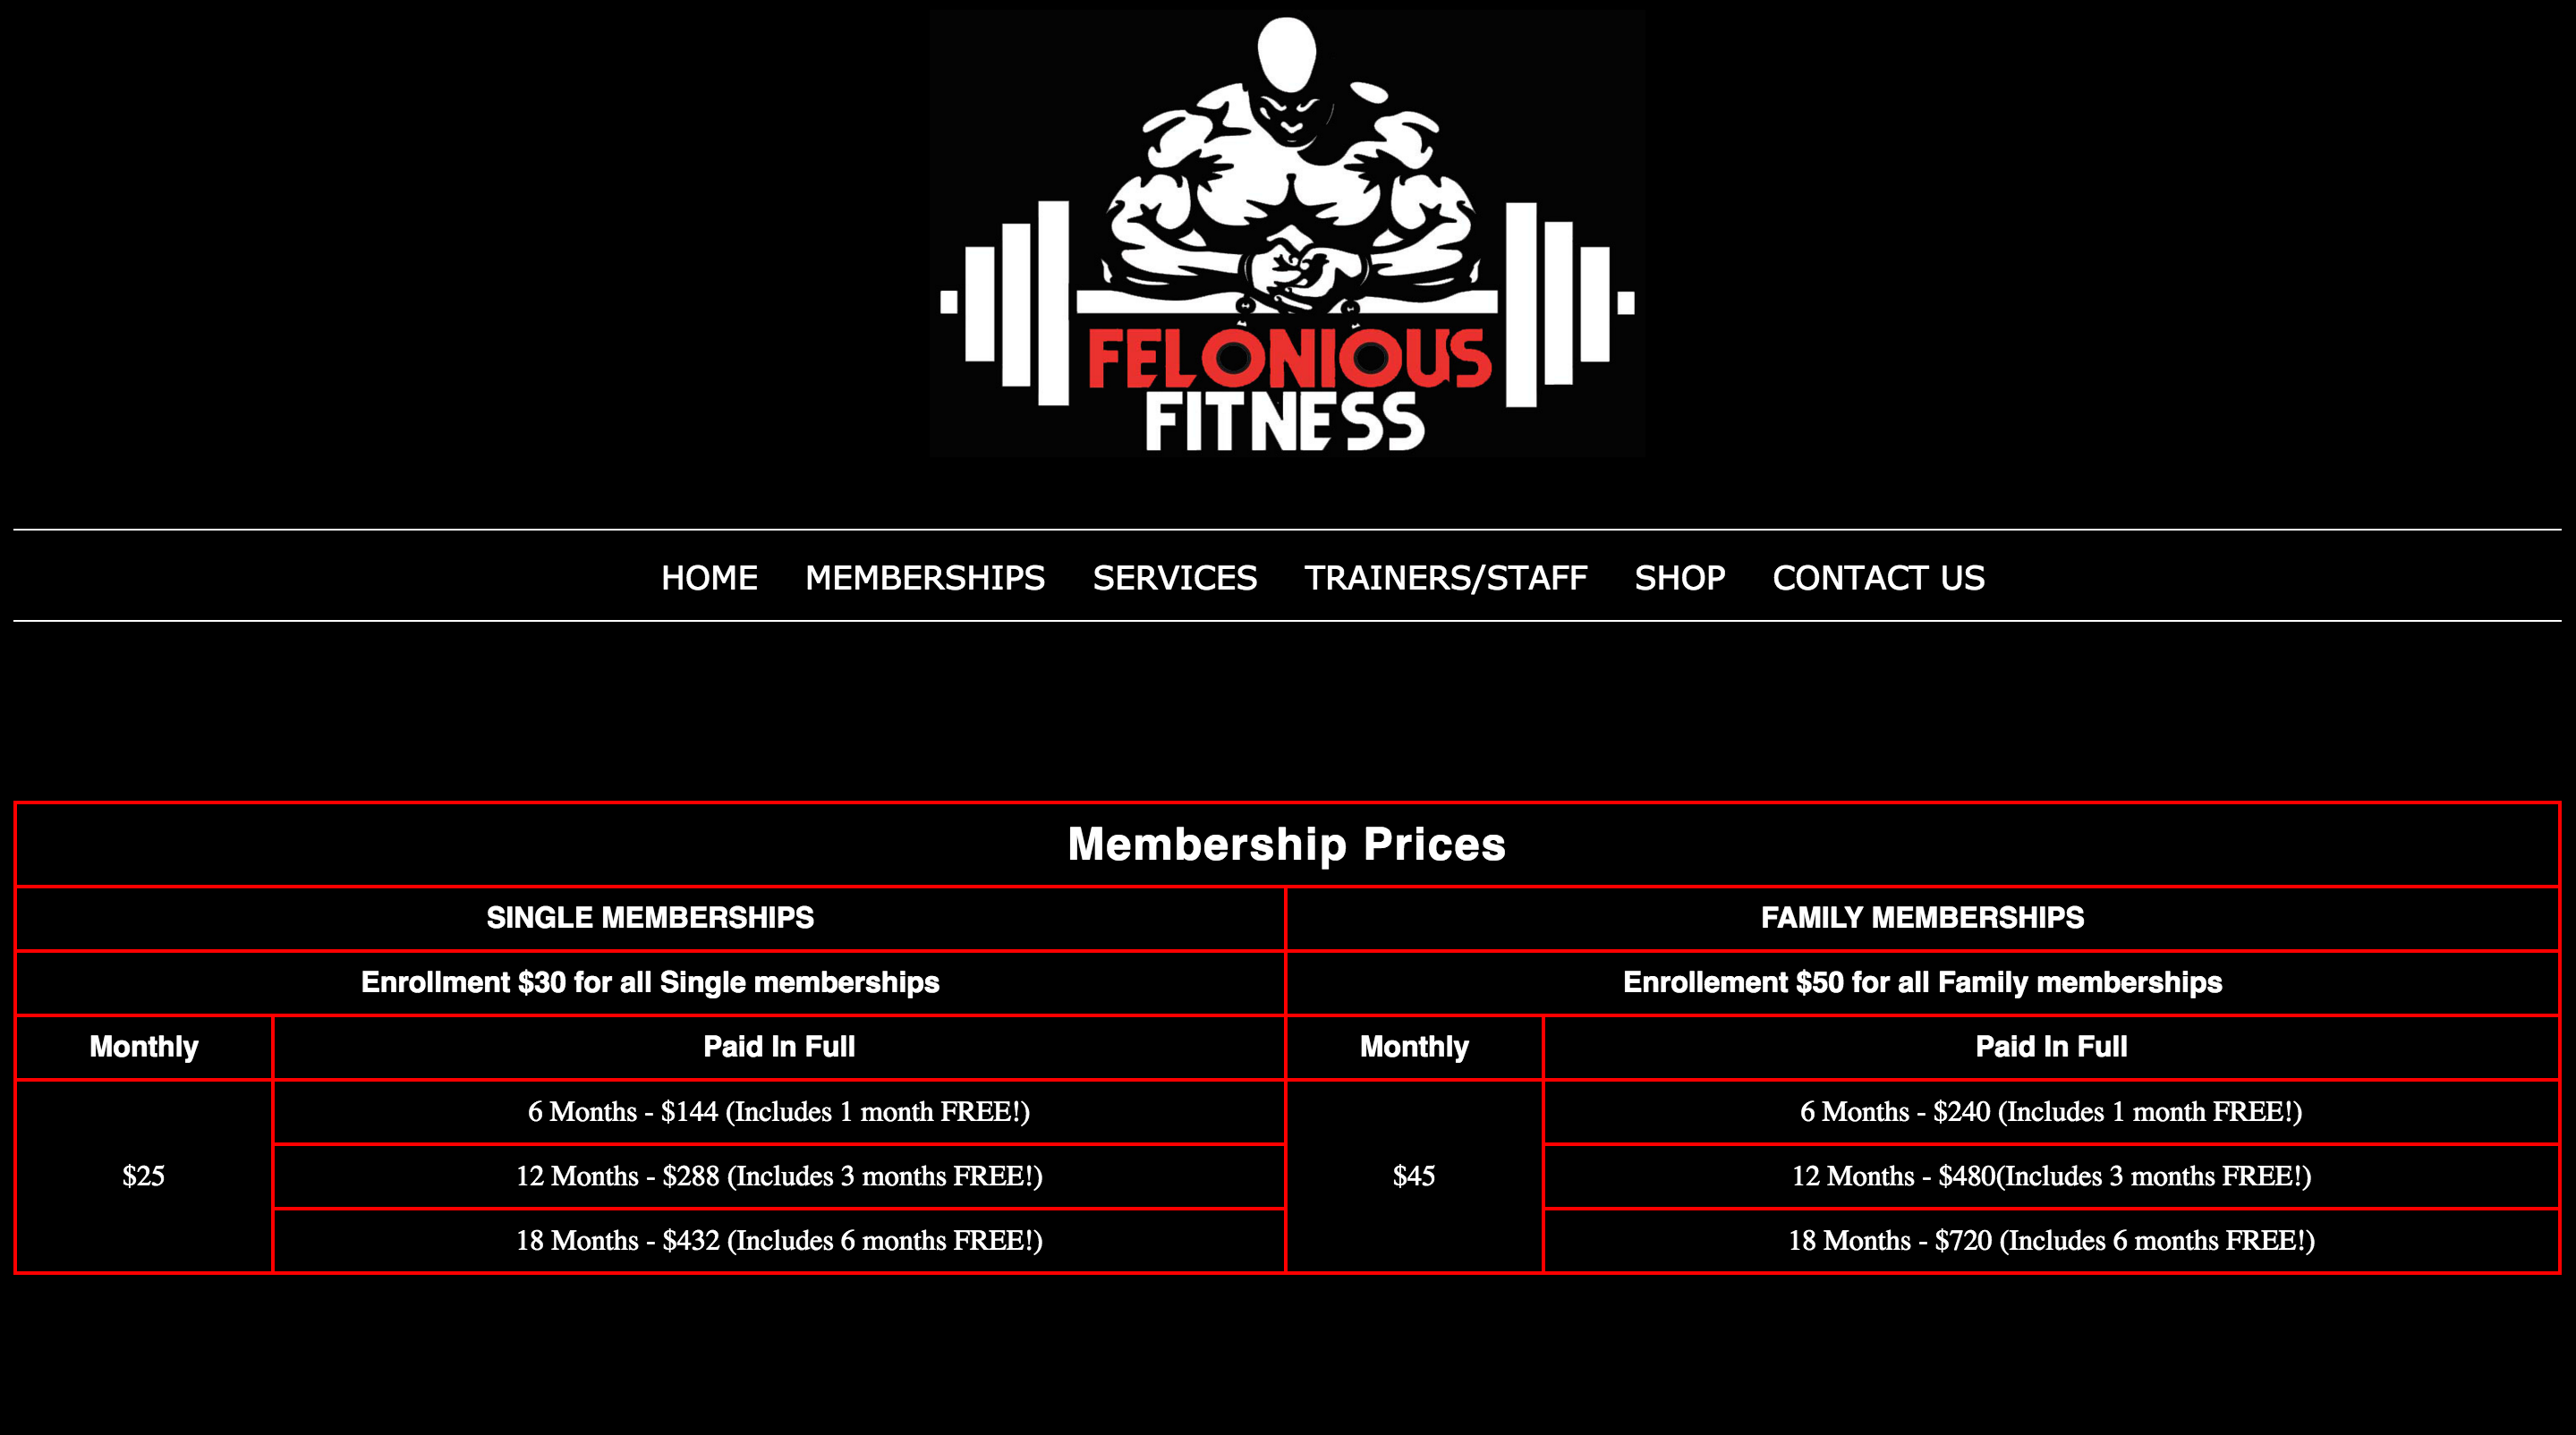 FELONIOUS
FITNESS
HOME MEMBERSHIPS SERVICES TRAINERS/STAFF SHOP CONTACT US
Membership Prices
SINGLE MEMBERSHIPS FAMILY MEMBERSHIPS
Enrollment $30 for all Single memberships Enrollement $50 for all Family memberships
Monthly Paid In Full Monthly Paid In Full
6 Months - $144 (Includes 1 month FREE!) 6 Months - $240 (Includes 1 month FREE!)
$25 12 Months - $288 (Includes 3 months FREE!) $45 12 Months - $480(Includes 3 months FREE!)
18 Months - $432 (Includes 6 months FREE!) 18 Months - $720 (Includes 6 months FREE!)